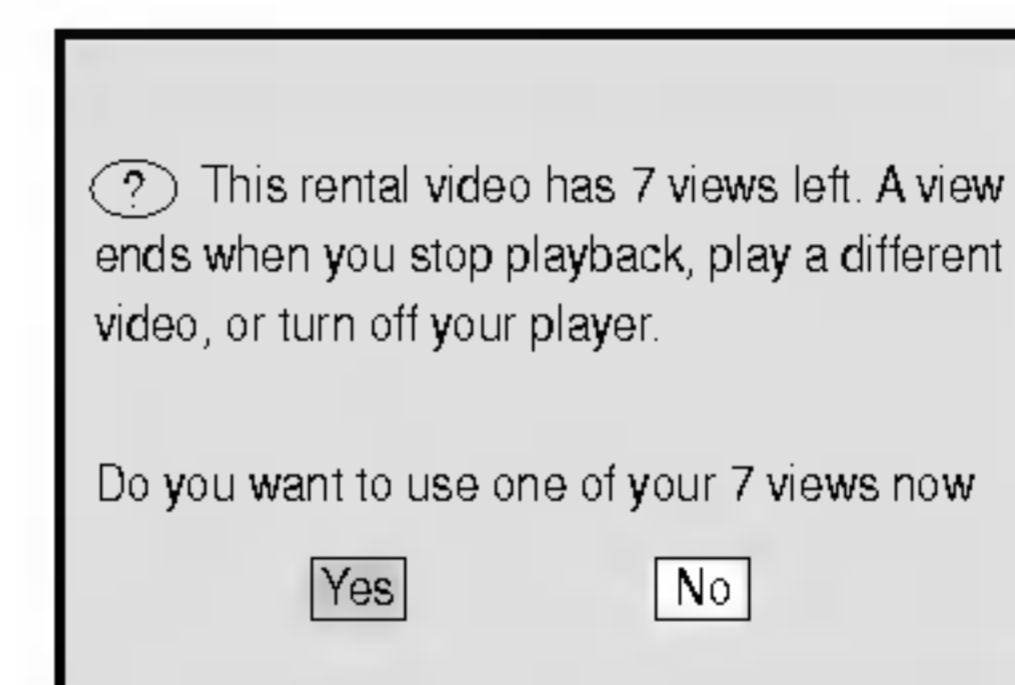 ? This rental video has 7 views left. A view
ends when you stop playback, play a different
video, or turn off your player.
Do you want to use one of your 7 views now
Yes No